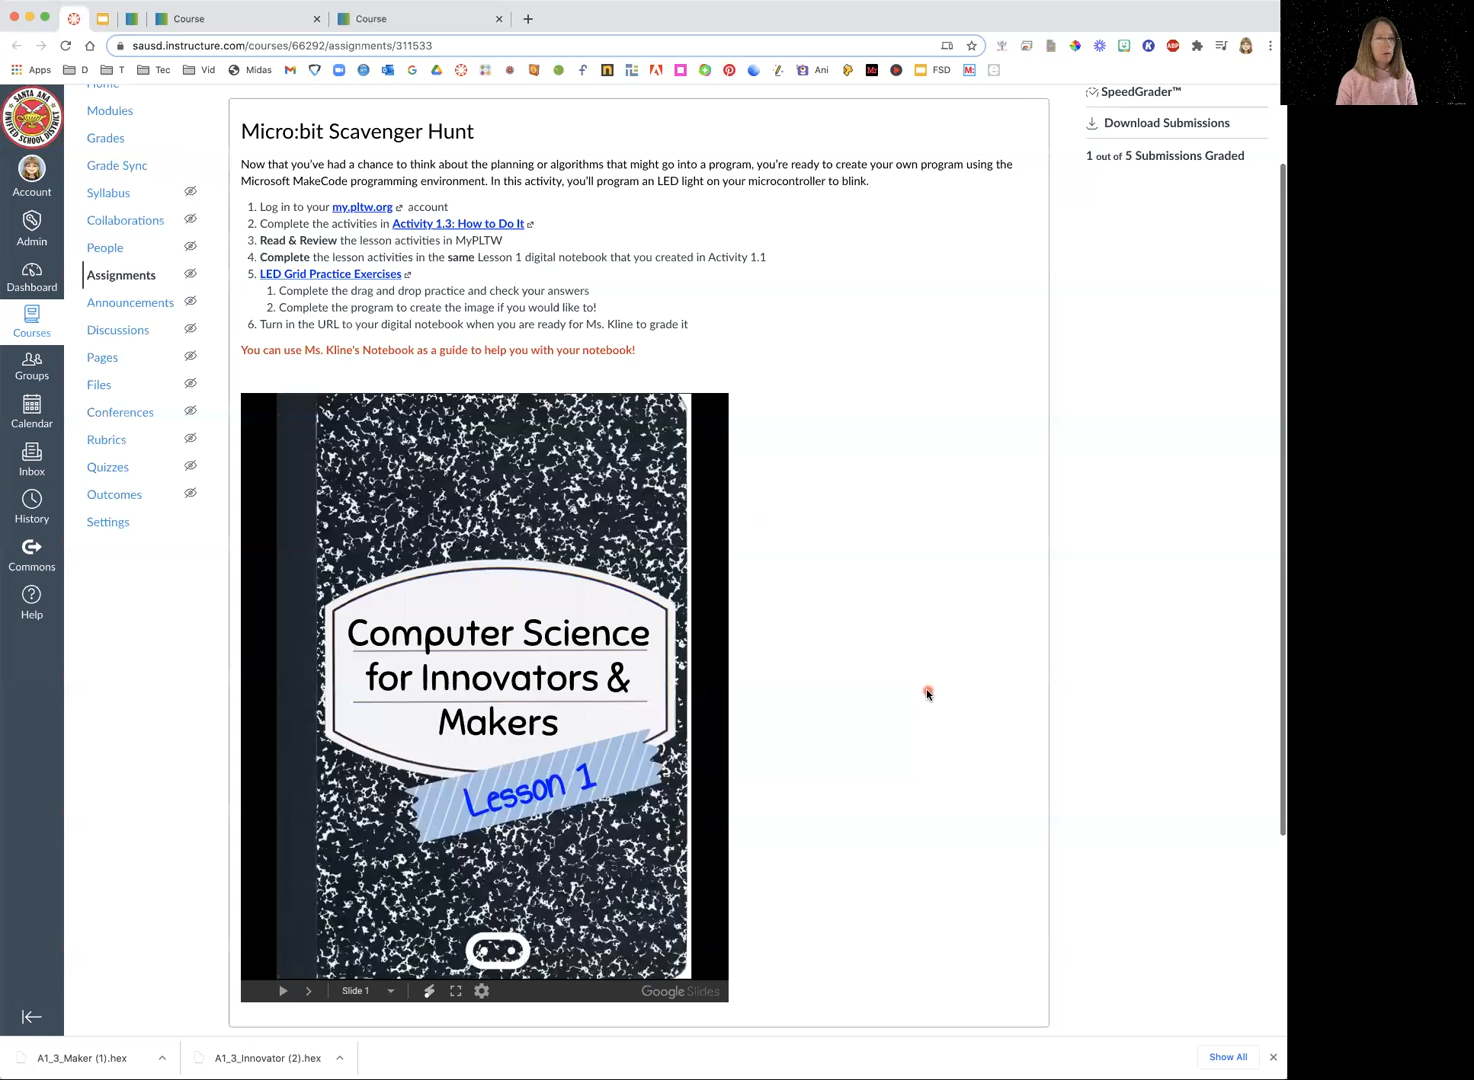 Course
Course
sausd.instructure.com/courses/66292/assignments/311533
Apps
D
T
Tec
Vid
Midas
Ani
Mr
FSD
M:
SANTA ANA
UNIFIED SCHOOL DISTRICT
Account
Admin
Dashboard
Courses
Groups
Calendar
Inbox
History
Commons
Help
Home
Modules
Grades
Grade Sync
Syllabus
Collaborations
People
Assignments
Announcements
Discussions
Pages
Files
Conferences
Rubrics
Quizzes
Outcomes
Settings
Micro:bit Scavenger Hunt
Now that you've had a chance to think about the planning or algorithms that might go into a program, you're ready to create your own program using the
Microsoft MakeCode programming environment. In this activity, you'll program an LED light on your microcontroller to blink.
1. Log in to your my.pltw.org account
2. Complete the activities in Activity 1.3: How to Do It
3. Read & Review the lesson activities in MyPLTW
4. Complete the lesson activities in the same Lesson 1 digital notebook that you created in Activity 1.1
5. LED Grid Practice Exercises
1. Complete the drag and drop practice and check your answers
2. Complete the program to create the image if you would like to!
6. Turn in the URL to your digital notebook when you are ready for Ms. Kline to grade it
You can use Ms. Kline's Notebook as a guide to help you with your notebook!
Computer Science
for Innovators &
Makers
Lesson 1
Slide 1
Google Slides
SpeedGrader™
Download Submissions
1 out of 5 Submissions Graded
A1_3_Maker (1).hex
A1_3_Innovator (2).hex
Show All